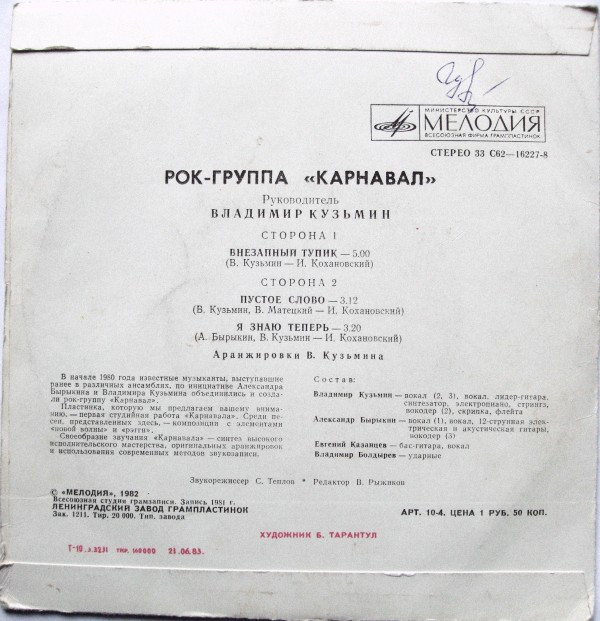 МИНИСТЕРСТВО КУЛЬТУРЫ СССР
МЕЛОДИЯ
ВСЕСОЮЗНАЯ ФИРМА ГРАМПЛАСТИНОК
СТЕРЕО 33 С62—16227-8
РОК-ГРУППА «КАРНАВАЛ»
Руководитель
ВЛАДИМИР КУЗЬМИН
СТОРОНА 1
ВНЕЗАПНЫЙ ТУПИК — 5.00
(В. Кузьмин — И. Кохановский)
СТОРОНА 2
ПУСТОЕ СЛОВО — 3.12
(В. Кузьмин, В. Матецкий — И. Кохановский)
Я ЗНАЮ ТЕПЕРЬ — 3.20
(А. Бырыкин, В. Кузьмин — И. Кохановский)
Аранжировки В. Кузьмина
В начале 1980 года известные музыканты, выступавшие
ранее в различных ансамблях, по инициативе Александра
Бырыкина и Владимира Кузьмина объединились и созда-
ли рок-группу «Карнавал».
Пластинка, которую мы предлагаем вашему внима-
нию, — первая студийная работа «Карнавала». Среди пе-
сен, представленных здесь, — композиции с элементами
«новой волны» и «рэгги».
Своеобразие звучания «Карнавала» — синтез высокого
исполнительского мастерства, оригинальных аранжировок
и использования современных методов звукозаписи.
Состав:
Владимир Кузьмин — вокал (2, 3), вокал, лидер-гитара,
синтезатор, электропиано, стрингз,
вокодер (2), скрипка, флейта
Александр Бырыкин — вокал (1), вокал, 12-струнная элек-
трическая и акустическая гитары,
вокодер (3)
Евгений Казанцев — бас-гитара, вокал
Владимир Болдырев — ударные
Звукорежиссер С. Теплов * Редактор В. Рыжиков
© «МЕЛОДИЯ», 1982
Всесоюзная студия грамзаписи. Запись 1981 г.
ЛЕНИНГРАДСКИЙ ЗАВОД ГРАМПЛАСТИНОК
Зак. 1211. Тир. 20 000. Тип. завода
АРТ. 10-4. ЦЕНА 1 РУБ. 50 КОП.
ХУДОЖНИК Б. ТАРАНТУЛ
21.06.83.